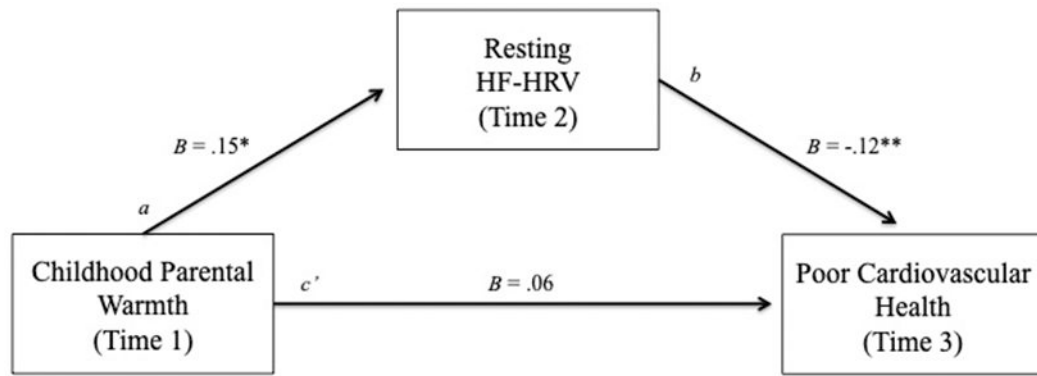 Resting
HF-HRV
(Time 2)
b
B = .15*
B = -.12**
a
Childhood Parental
Warmth
(Time 1)
c'
B = .06
Poor Cardiovascular
Health
(Time 3)